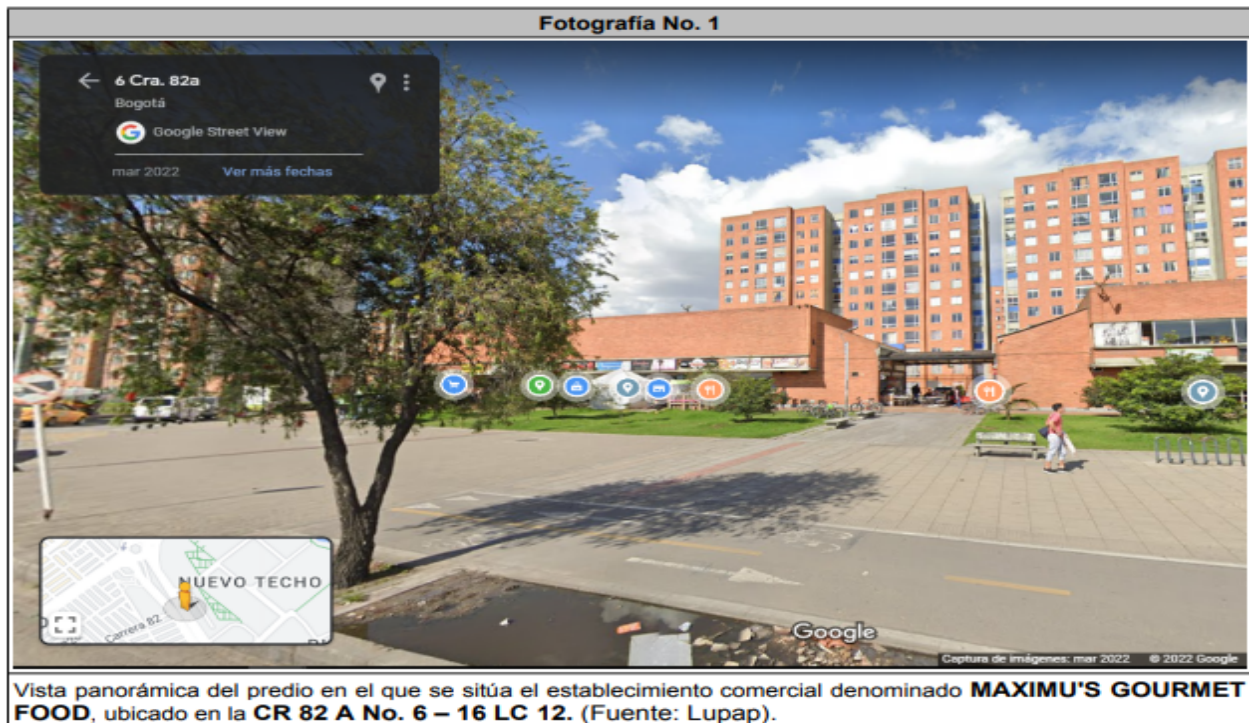 Fotografía No. 1
6 Cra. 82a
Bogotá
Google Street View
mar 2022 Ver más fechas
NUEVO TECHO
Carrera 82
Google
Captura de imágenes: mar 2022 © 2022 Google
Vista panorámica del predio en el que se sitúa el establecimiento comercial denominado MAXIMU'S GOURMET
FOOD, ubicado en la CR 82 A No. 6 – 16 LC 12. (Fuente: Lupap).